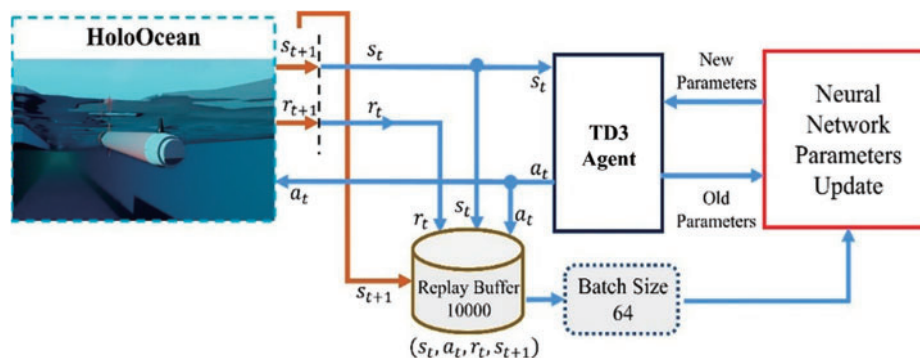 HoloOcean
s_{t+1}
s_t
s_t
r_{t+1}
r_t
a_t
a_t
r_t
s_t
a_t
s_{t+1}
TD3
Agent
New
Parameters
Old
Parameters
Neural
Network
Parameters
Update
Replay Buffer
10000
Batch Size
64
(s_t, a_t, r_t, s_{t+1})